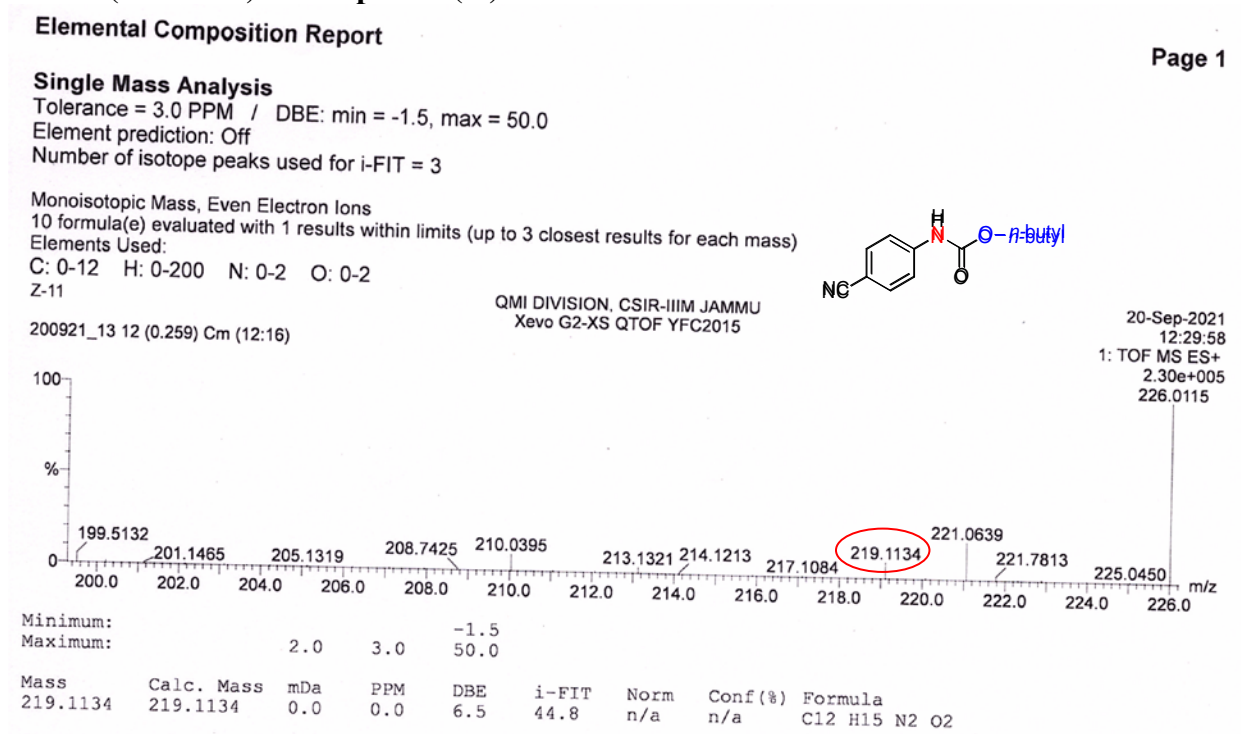 Elemental Composition Report
Page 1
Single Mass Analysis
Tolerance = 3.0 PPM / DBE: min = -1.5, max = 50.0
Element prediction: Off
Number of isotope peaks used for i-FIT = 3
Monoisotopic Mass, Even Electron Ions
10 formula(e) evaluated with 1 results within limits (up to 3 closest results for each mass)
Elements Used:
C: 0-12 H: 0-200 N: 0-2 O: 0-2
Z-11
H
N
O
O–n-butyl
NC
QMI DIVISION, CSIR-IIIM JAMMU
Xevo G2-XS QTOF YFC2015
200921_13 12 (0.259) Cm (12:16)
20-Sep-2021
12:29:58
1: TOF MS ES+
2.30e+005
226.0115
100
%
0
199.5132
201.1465
205.1319
208.7425
210.0395
213.1321
214.1213
217.1084
219.1134
221.0639
221.7813
225.0450
m/z
200.0 202.0 204.0 206.0 208.0 210.0 212.0 214.0 216.0 218.0 220.0 222.0 224.0 226.0
Minimum: -1.5
Maximum: 2.0 3.0 50.0
Mass Calc. Mass mDa PPM DBE i-FIT Norm Conf(%) Formula
219.1134 219.1134 0.0 0.0 6.5 44.8 n/a n/a C12 H15 N2 O2